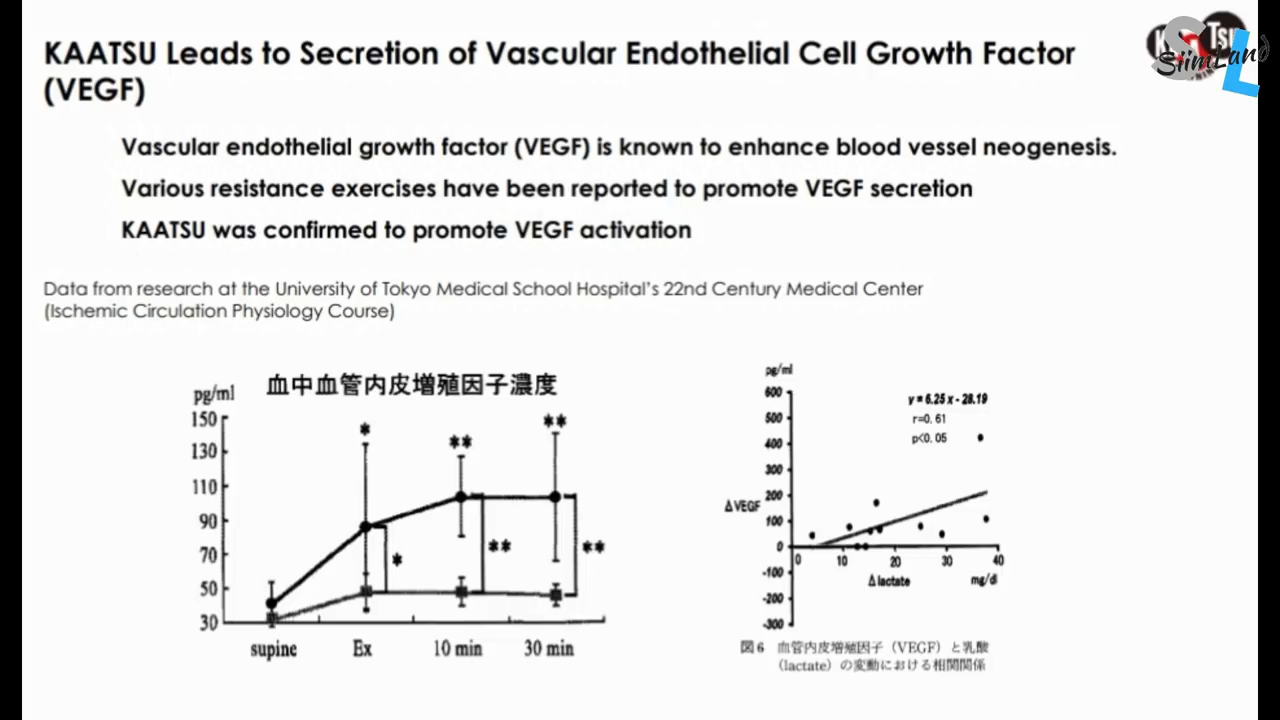 KAATSU Leads to Secretion of Vascular Endothelial Cell Growth Factor
(VEGF)
SiimLand
Vascular endothelial growth factor (VEGF) is known to enhance blood vessel neogenesis.
Various resistance exercises have been reported to promote VEGF secretion
KAATSU was confirmed to promote VEGF activation
Data from research at the University of Tokyo Medical School Hospital's 22nd Century Medical Center
(Ischemic Circulation Physiology Course)
血中血管内皮増殖因子濃度
pg/ml
150
130
110
90
70
50
30
*
**
**
*
**
**
supine Ex 10 min 30 min
pg/ml
600
500
400
300
200
100
0
-100
-200
-300
ΔVEGF
y = 6.25 x - 28.19
r=0.61
p<0.05
0 10 20 30 40
Δlactate mg/dl
図6 血管内皮増殖因子（VEGF）と乳酸
（lactate）の変動における相関関係